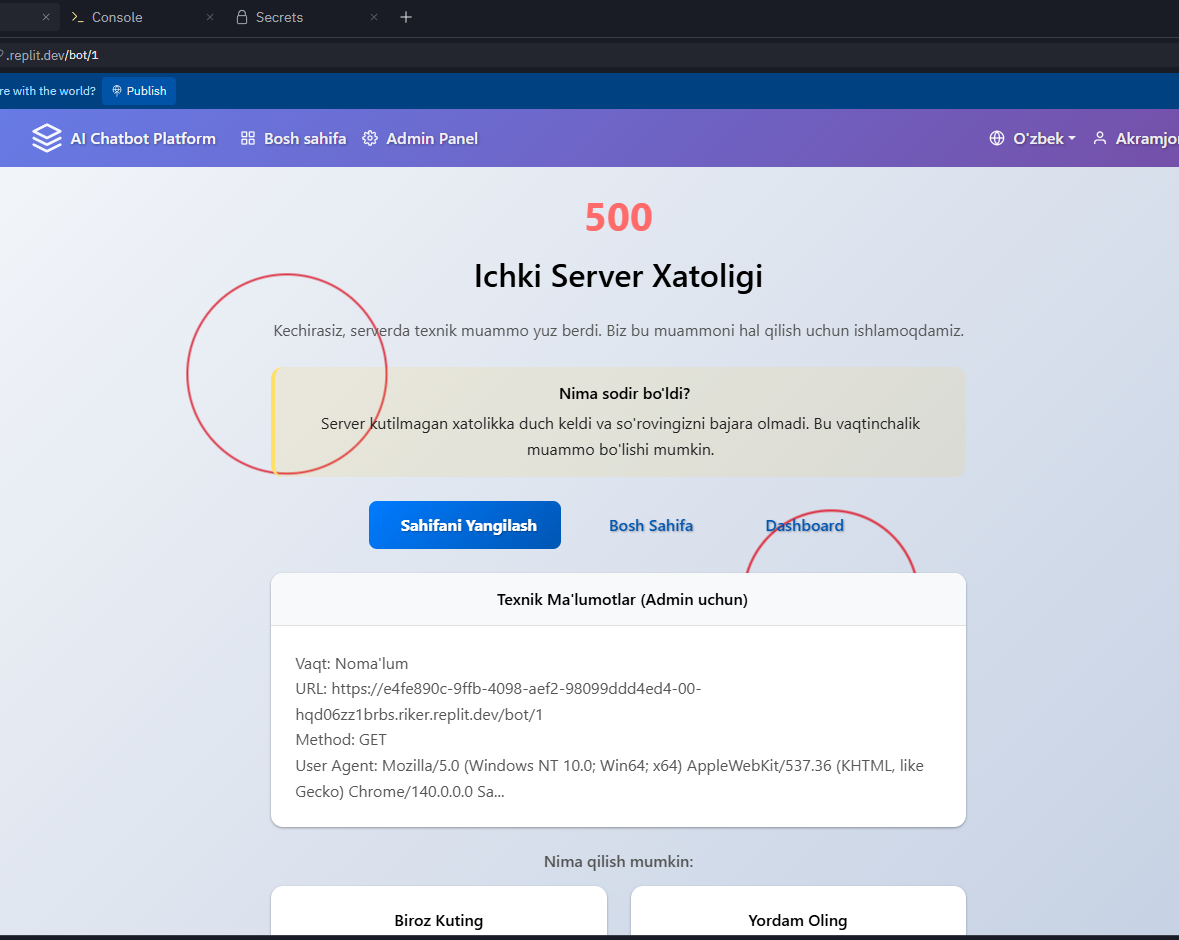 Console
Secrets
.replit.dev/bot/1
re with the world? Publish
AI Chatbot Platform Bosh sahifa Admin Panel O'zbek Akramjo
500
Ichki Server Xatoligi
Kechirasiz, serverda texnik muammo yuz berdi. Biz bu muammoni hal qilish uchun ishlamoqdamiz.
Nima sodir bo'ldi?
Server kutilmagan xatolikka duch keldi va so'rovingizni bajara olmadi. Bu vaqtinchalik
muammo bo'lishi mumkin.
Sahifani Yangilash Bosh Sahifa Dashboard
Texnik Ma'lumotlar (Admin uchun)
Vaqt: Noma'lum
URL: https://e4fe890c-9ffb-4098-aef2-98099ddd4ed4-00-
hqd06zz1brbs.riker.replit.dev/bot/1
Method: GET
User Agent: Mozilla/5.0 (Windows NT 10.0; Win64; x64) AppleWebKit/537.36 (KHTML, like
Gecko) Chrome/140.0.0.0 Sa...
Nima qilish mumkin:
Biroz Kuting
Yordam Oling